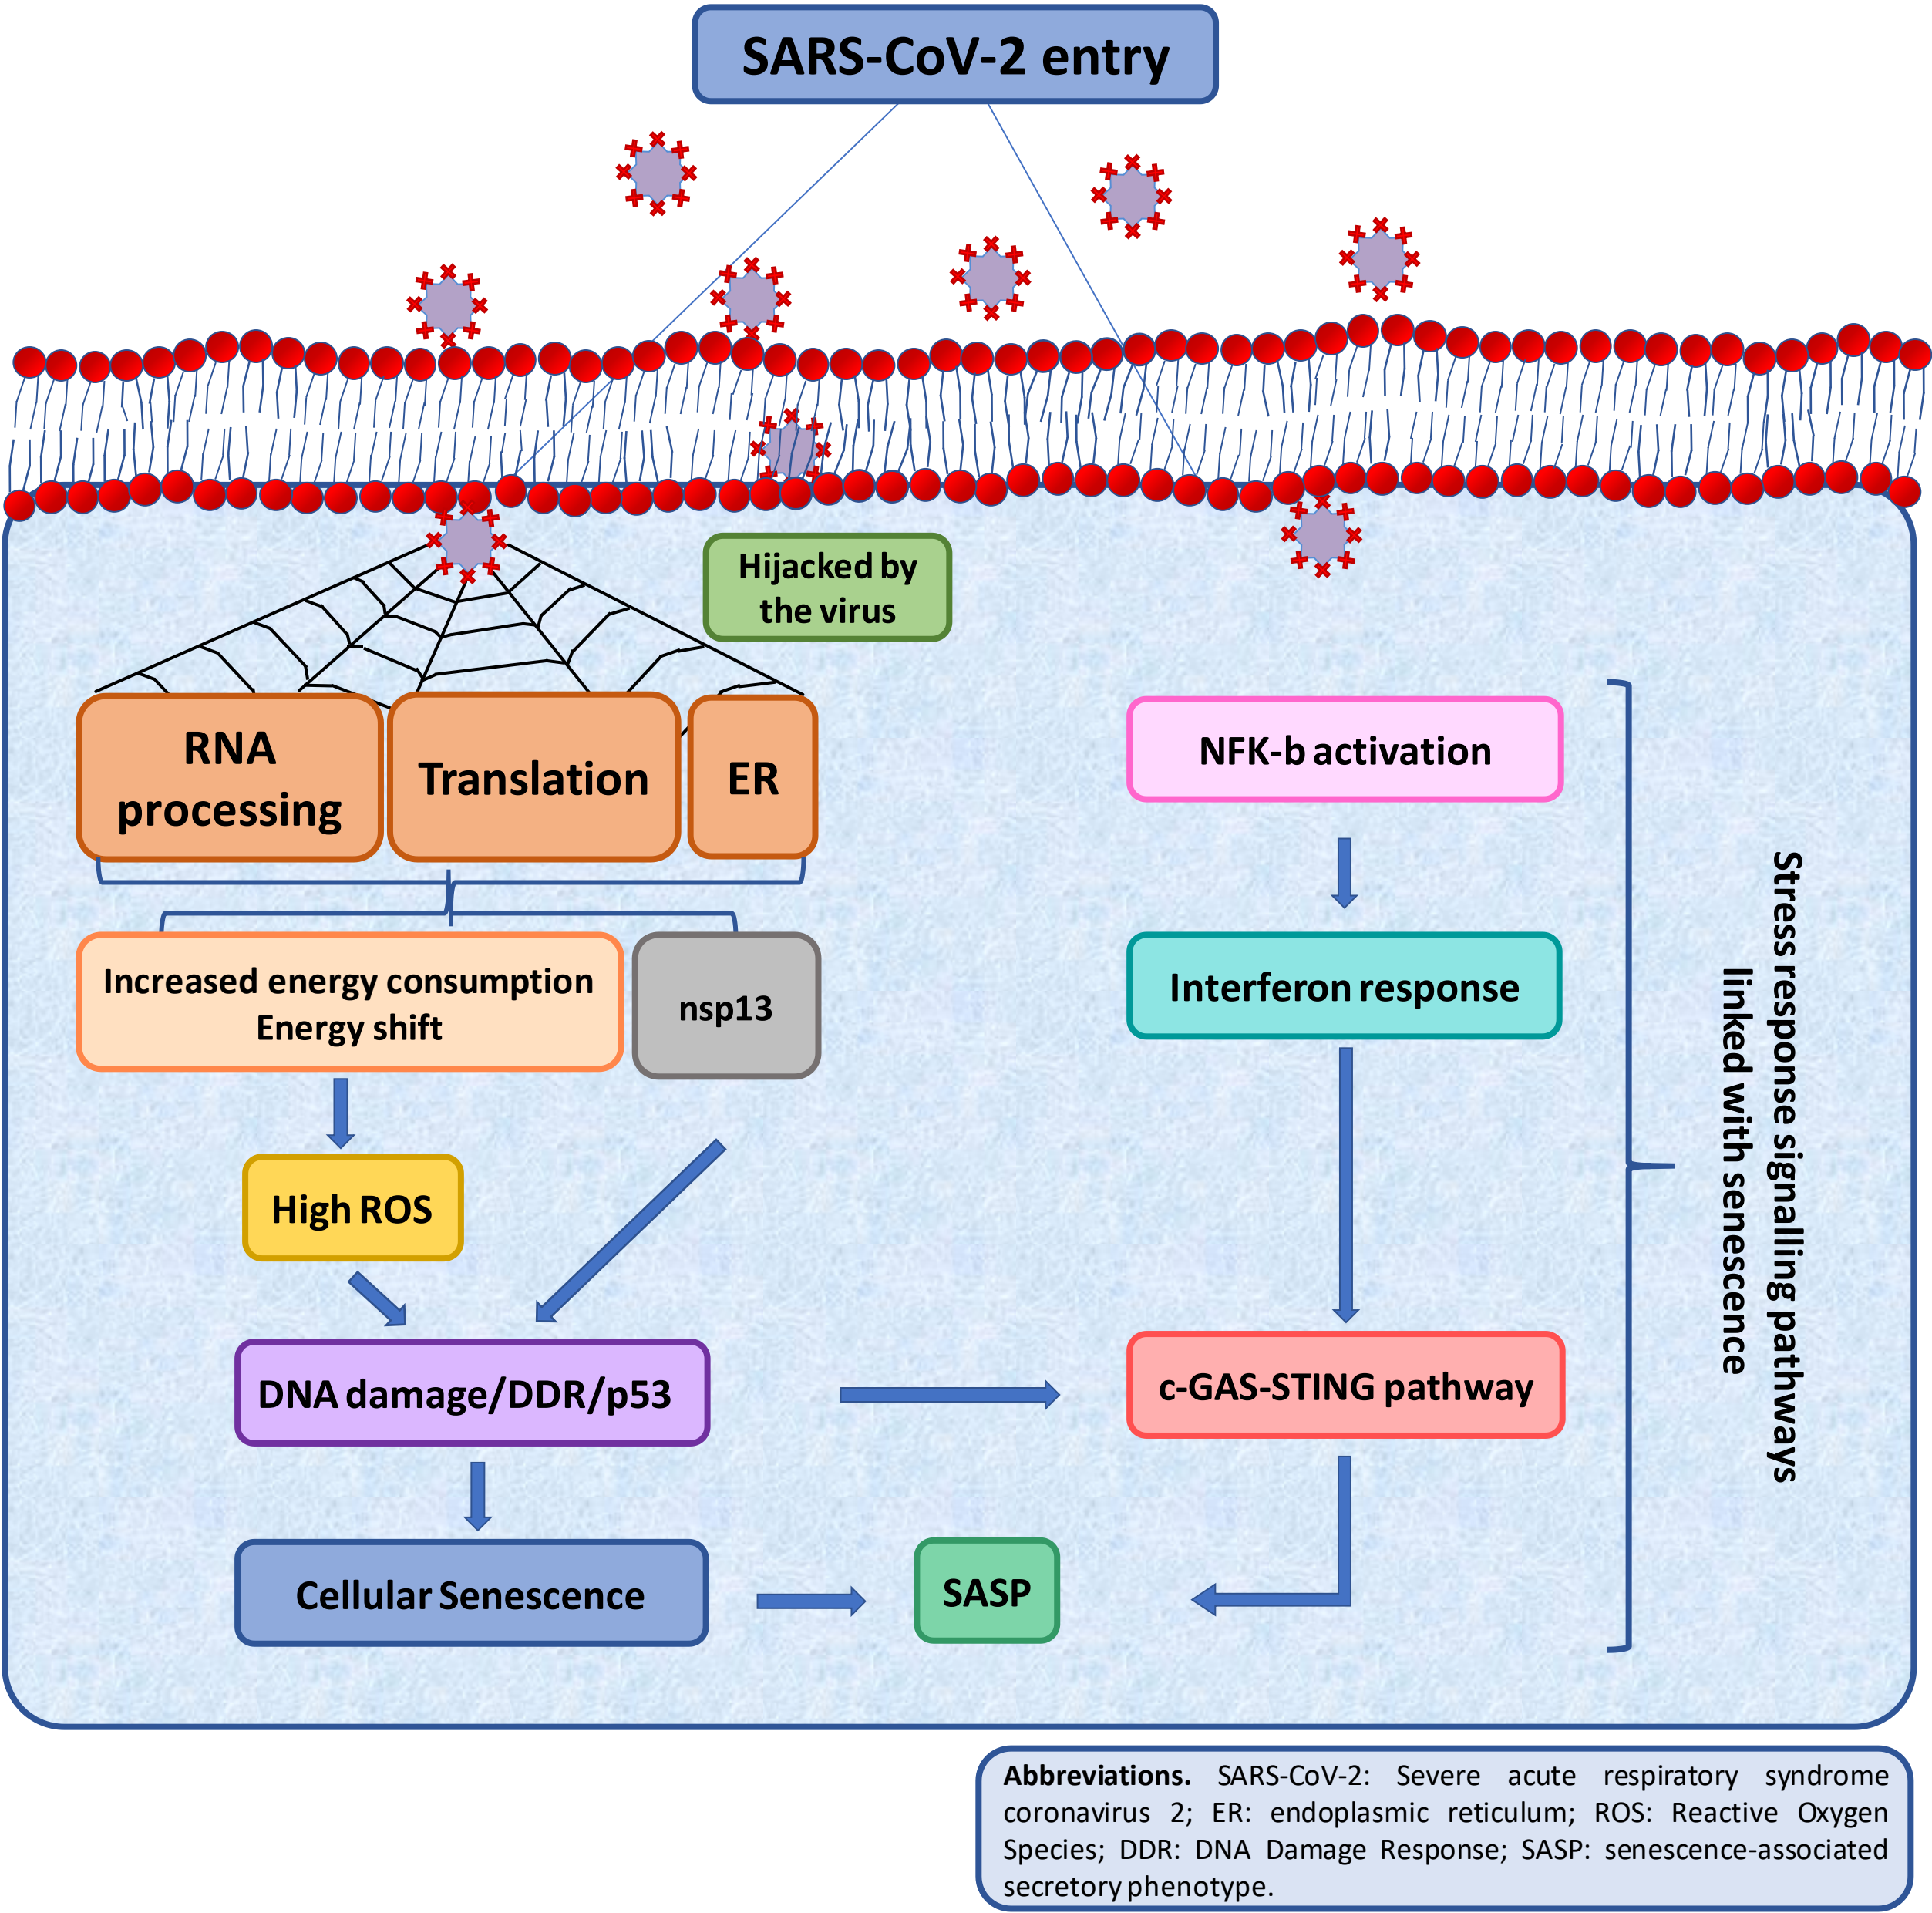 SARS-CoV-2 entry
Hijacked by
the virus
RNA
processing
Translation
ER
Increased energy consumption
Energy shift
nsp13
High ROS
DNA damage/DDR/p53
Cellular Senescence
SASP
NFK-b activation
Interferon response
c-GAS-STING pathway
Stress response signalling pathways
linked with senescence
Abbreviations. SARS-CoV-2: Severe acute respiratory syndrome
coronavirus 2; ER: endoplasmic reticulum; ROS: Reactive Oxygen
Species; DDR: DNA Damage Response; SASP: senescence-associated
secretory phenotype.